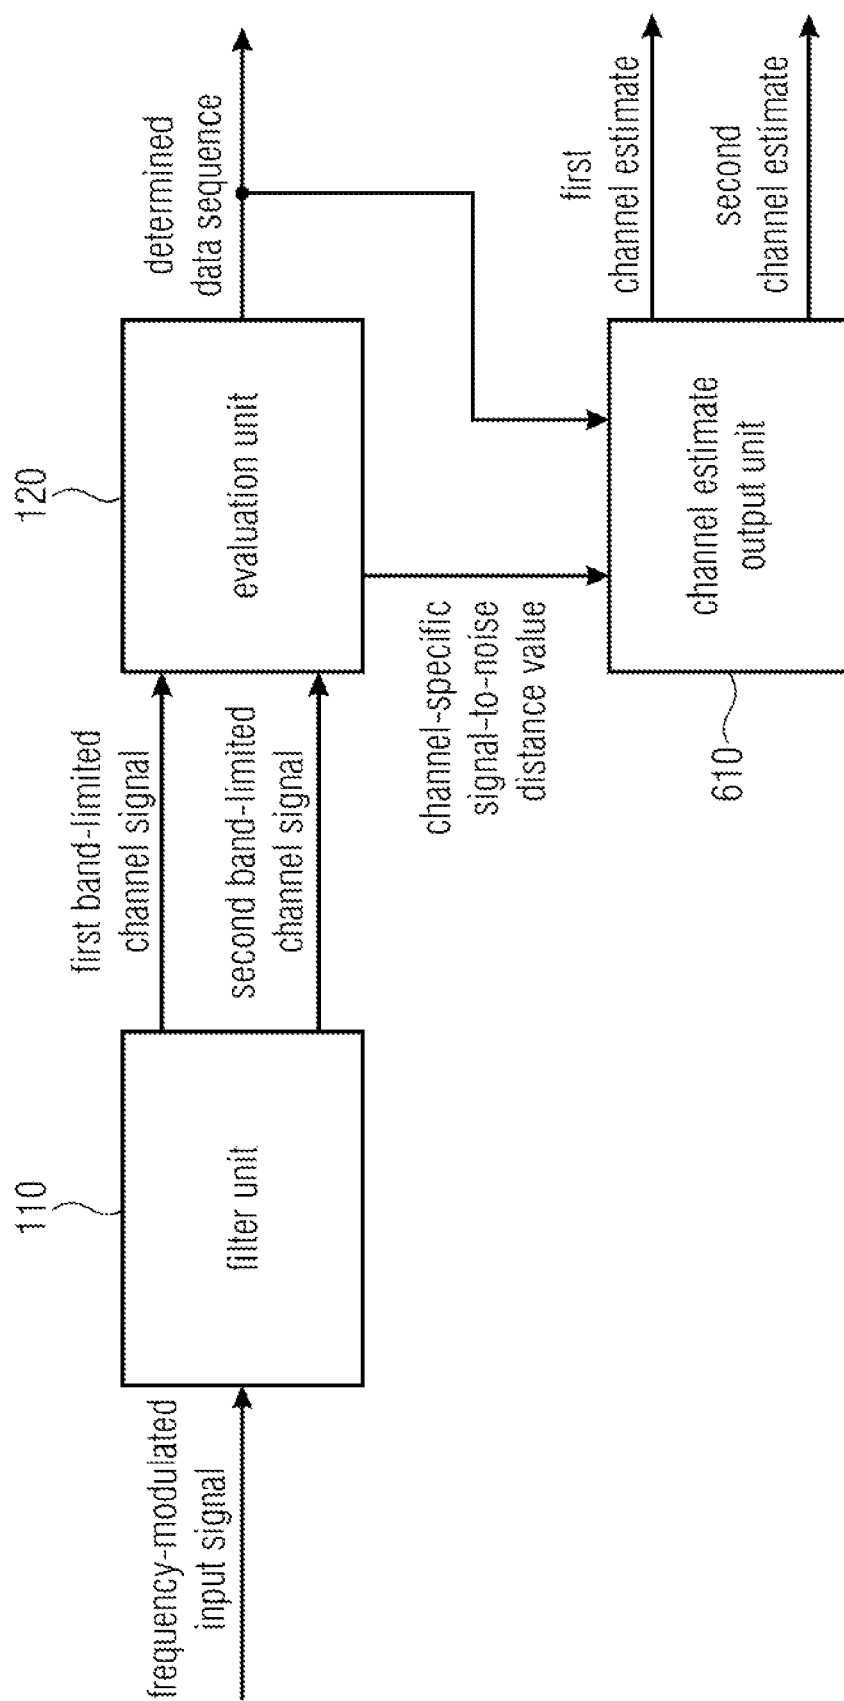 frequency-modulated
input signal
110
filter unit
first band-limited
channel signal
second band-limited
channel signal
120
evaluation unit
determined
data sequence
channel-specific
signal-to-noise
distance value
610
channel estimate
output unit
first
channel estimate
second
channel estimate